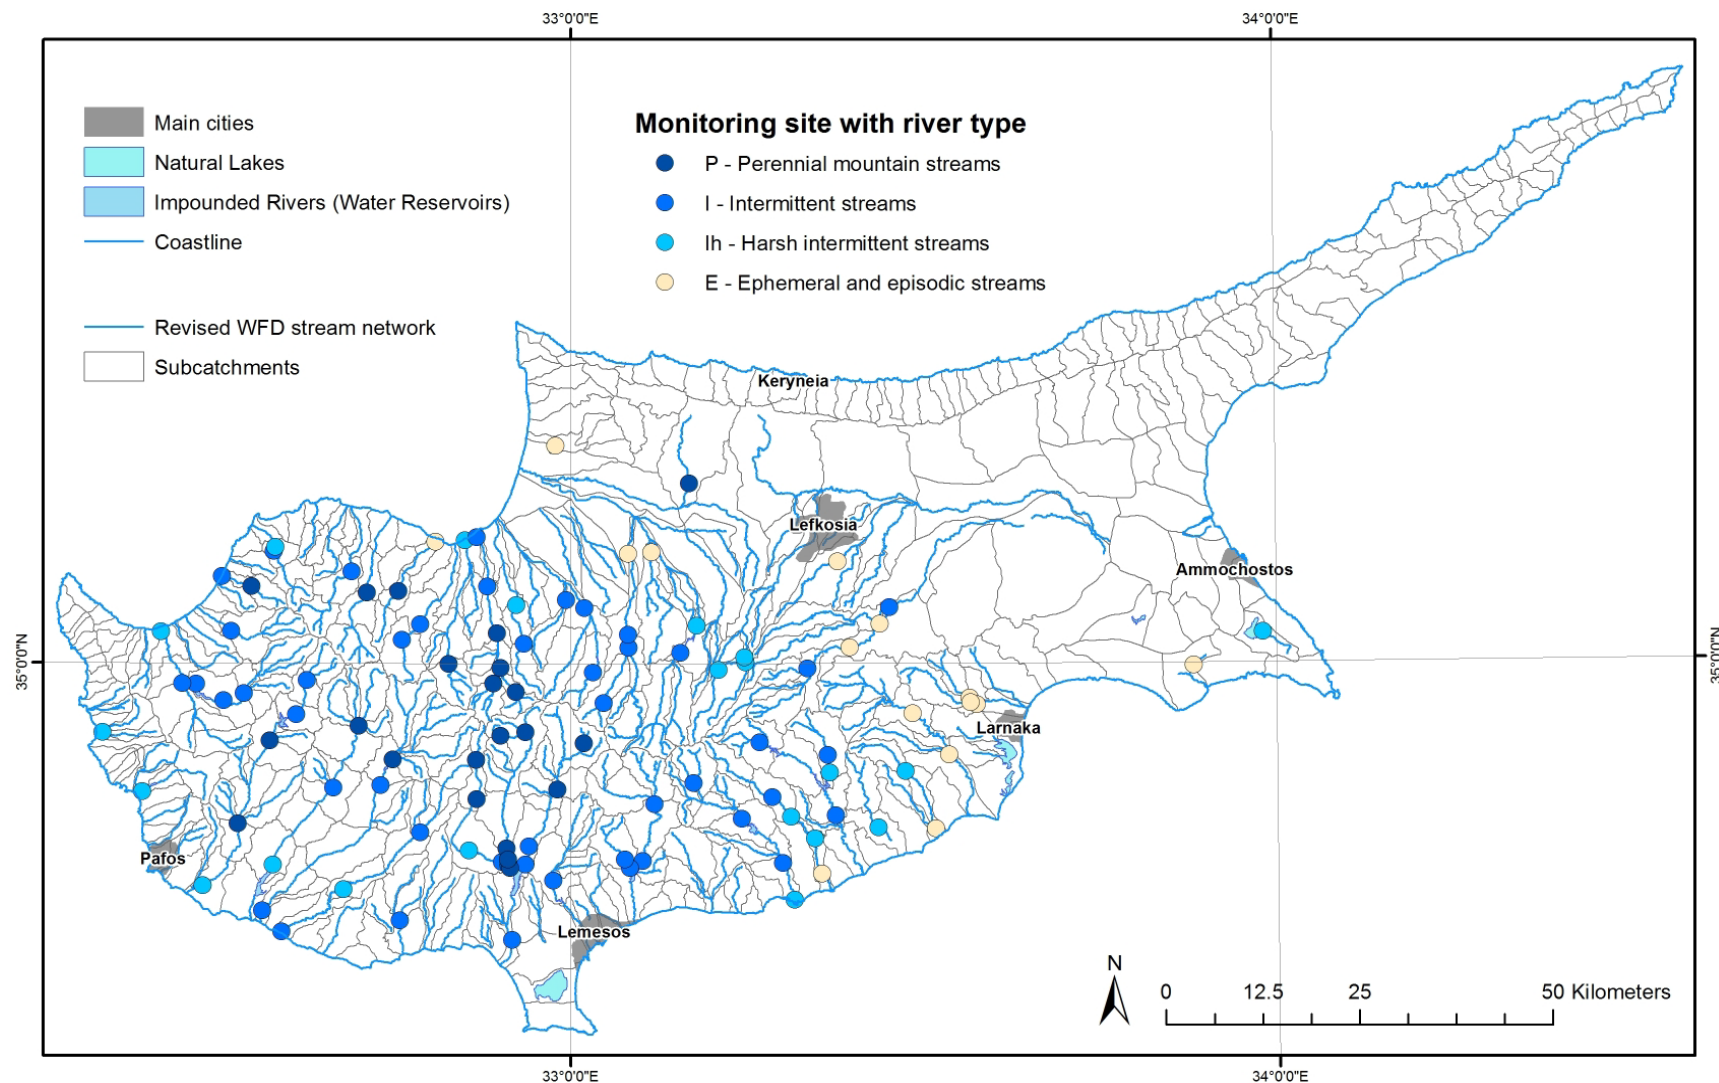 33°0'0"E
34°0'0"E
Main cities
Natural Lakes
Impounded Rivers (Water Reservoirs)
Coastline
Revised WFD stream network
Subcatchments
Monitoring site with river type
P - Perennial mountain streams
I - Intermittent streams
Ih - Harsh intermittent streams
E - Ephemeral and episodic streams
Keryneia
Lefkosia
Ammochostos
35°0'0"N
35°0'0"N
Larnaka
Pafos
Lemesos
N
0 12.5 25 50 Kilometers
33°0'0"E
34°0'0"E